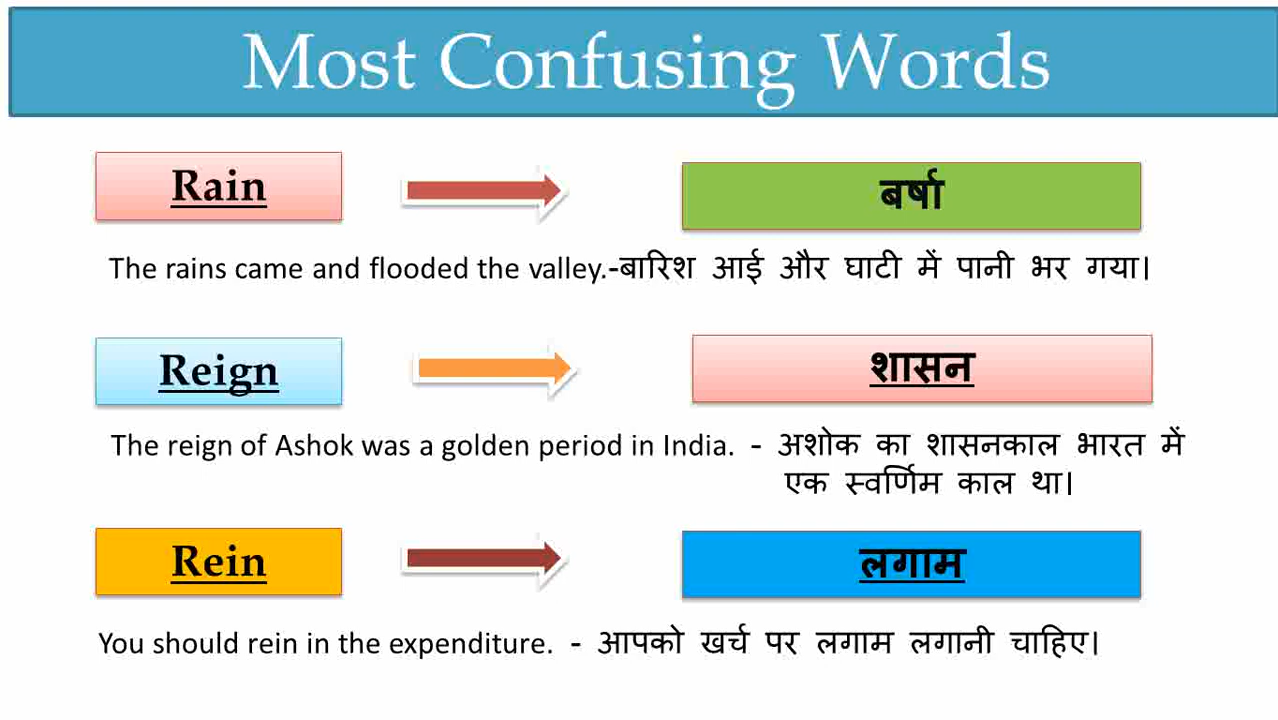 Most Confusing Words
Rain
बर्षा
The rains came and flooded the valley.-बारिश आई और घाटी में पानी भर गया।
Reign
शासन
The reign of Ashok was a golden period in India. - अशोक का शासनकाल भारत में
एक स्वर्णिम काल था।
Rein
लगाम
You should rein in the expenditure. - आपको खर्च पर लगाम लगानी चाहिए।